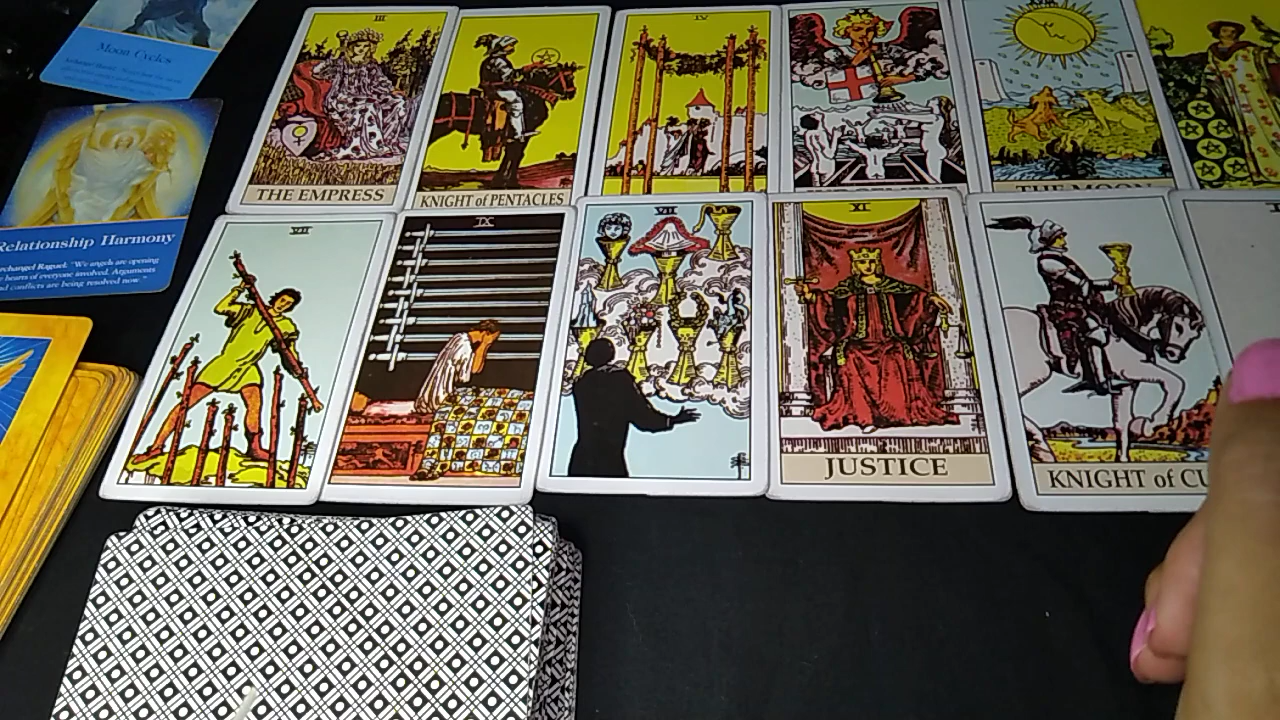 Moon Cycles
III
THE EMPRESS
KNIGHT of PENTACLES
IV
THE MOON
Relationship Harmony
Archangel Raguel: "We angels are opening
the hearts of everyone involved. Arguments
and conflicts are being resolved now."
VII
IX
VII
XI
JUSTICE
KNIGHT of CU